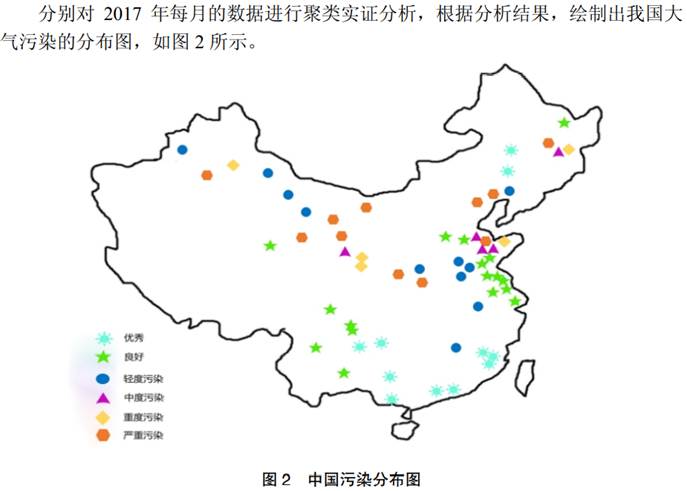 分别对 2017 年每月的数据进行聚类实证分析，根据分析结果，绘制出我国大
气污染的分布图，如图 2 所示。
优秀
良好
轻度污染
中度污染
重度污染
严重污染
图 2 中国污染分布图